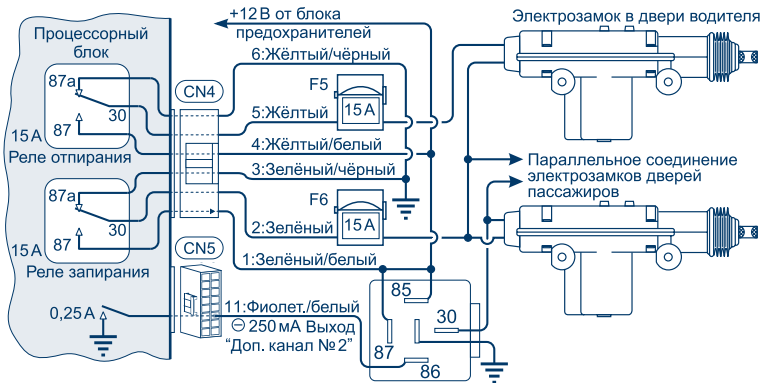 +12 В от блока
предохранителей
Электрозамок в двери водителя
Процессорный
блок
87a
30
87
15 А
Реле отпирания
87a
30
87
15 А
Реле запирания
0,25 А
CN4
CN5
6:Жёлтый/чёрный
F5
15 А
5:Жёлтый
4:Жёлтый/белый
3:Зелёный/чёрный
F6
15 А
2:Зелёный
1:Зелёный/белый
11:Фиолет./белый
⊖ 250 мА Выход
"Доп. канал №2"
Параллельное соединение
электрозамков дверей
пассажиров
85
30
87
86